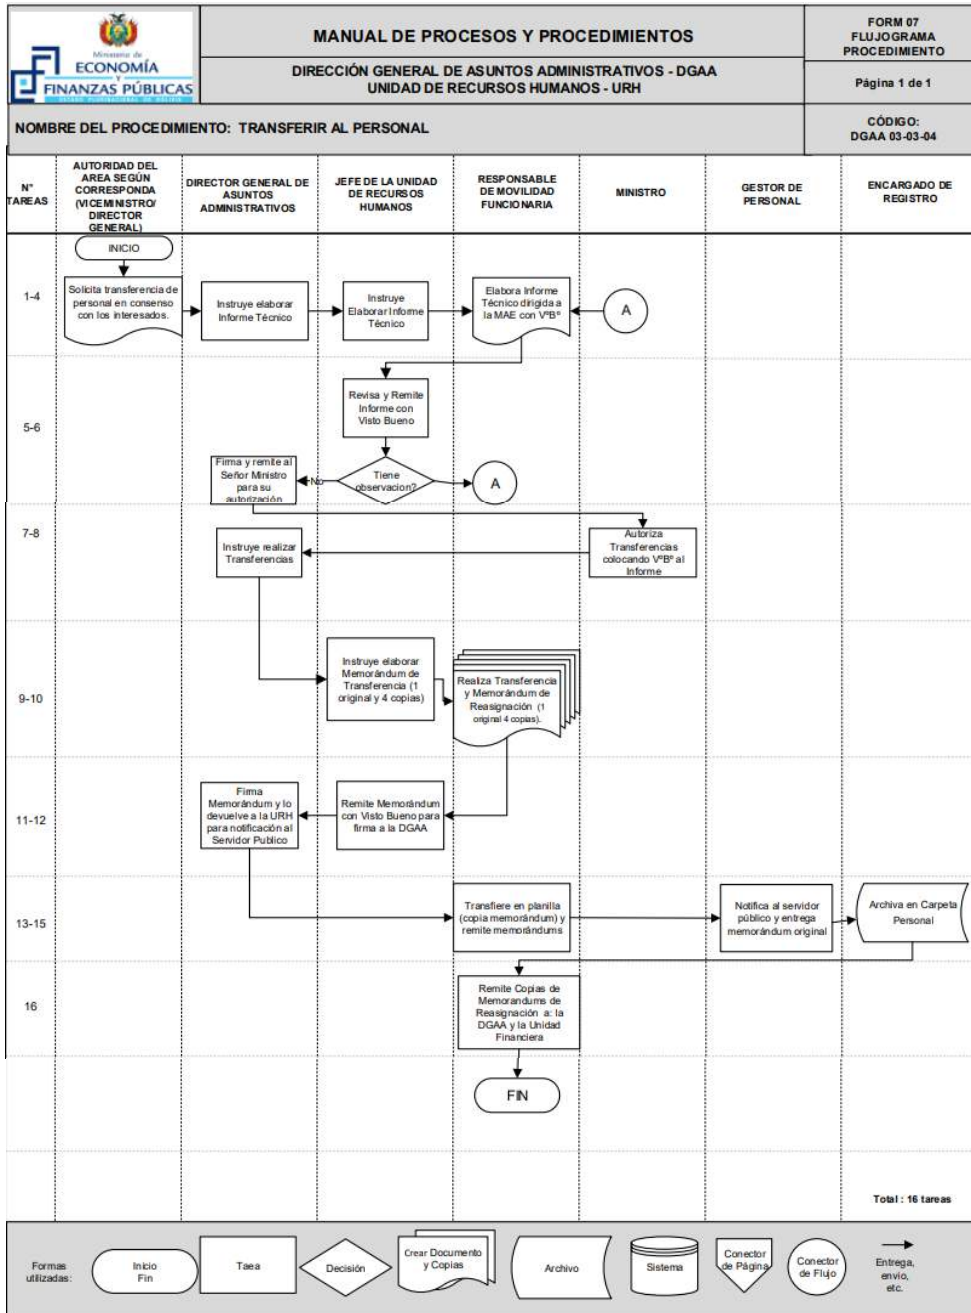 Ministerio de
ECONOMÍA
Y
FINANZAS PÚBLICAS
ESTADO PLURINACIONAL DE BOLIVIA
MANUAL DE PROCESOS Y PROCEDIMIENTOS
FORM 07
FLUJOGRAMA
PROCEDIMIENTO
DIRECCIÓN GENERAL DE ASUNTOS ADMINISTRATIVOS - DGAA
UNIDAD DE RECURSOS HUMANOS - URH
Página 1 de 1
NOMBRE DEL PROCEDIMIENTO: TRANSFERIR AL PERSONAL
CÓDIGO:
DGAA 03-03-04
N°
TAREAS
AUTORIDAD DEL
AREA SEGÚN
CORRESPONDA
(VICEMINISTRO/
DIRECTOR
GENERAL)
DIRECTOR GENERAL DE
ASUNTOS
ADMINISTRATIVOS
JEFE DE LA UNIDAD
DE RECURSOS
HUMANOS
RESPONSABLE
DE MOVILIDAD
FUNCIONARIA
MINISTRO
GESTOR DE
PERSONAL
ENCARGADO DE
REGISTRO
INICIO
1-4
Solicita transferencia de
personal en consenso
con los interesados.
Instruye elaborar
Informe Técnico
Instruye
Elaborar Informe
Técnico
Elabora Informe
Técnico dirigida a
la MAE con VºBº
A
5-6
Revisa y Remite
Informe con
Visto Bueno
Firma y remite al
Señor Ministro
para su
autorización
No
Tiene
observacion?
A
7-8
Instruye realizar
Transferencias
Autoriza
Transferencias
colocando VºBº al
Informe
9-10
Instruye elaborar
Memorándum de
Transferencia (1
original y 4 copias)
Realiza Transferencia
y Memorándum de
Reasignación (1
original 4 copias).
11-12
Firma
Memorándum y lo
devuelve a la URH
para notificación al
Servidor Publico
Remite Memorándum
con Visto Bueno para
firma a la DGAA
13-15
Transfiere en planilla
(copia memorándum) y
remite memorándums
Notifica al servidor
público y entrega
memorándum original
Archiva en Carpeta
Personal
16
Remite Copias de
Memorandums de
Reasignación a: la
DGAA y la Unidad
Financiera
FIN
Total : 16 tareas
Formas
utilizadas:
Inicio
Fin
Taea
Decisión
Crear Documento
y Copias
Archivo
Sistema
Conector
de Página
Conector
de Flujo
Entrega,
envio,
etc.